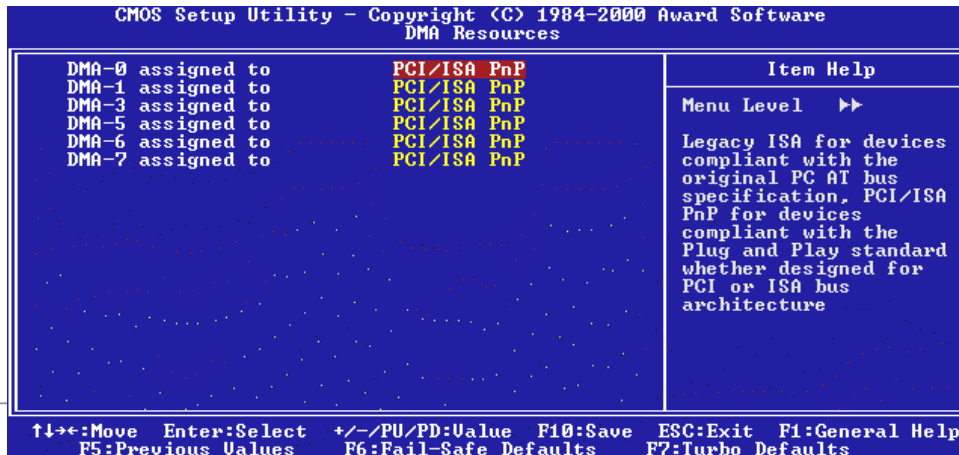 CMOS Setup Utility - Copyright (C) 1984-2000 Award Software
DMA Resources
DMA-0 assigned to PCI/ISA PnP
DMA-1 assigned to PCI/ISA PnP
DMA-3 assigned to PCI/ISA PnP
DMA-5 assigned to PCI/ISA PnP
DMA-6 assigned to PCI/ISA PnP
DMA-7 assigned to PCI/ISA PnP
Item Help
Menu Level ▶▶
Legacy ISA for devices
compliant with the
original PC AT bus
specification, PCI/ISA
PnP for devices
compliant with the
Plug and Play standard
whether designed for
PCI or ISA bus
architecture
↑↓→←:Move Enter:Select +/-/PU/PD:Value F10:Save ESC:Exit F1:General Help
F5:Previous Values F6:Fail-Safe Defaults F7:Turbo Defaults